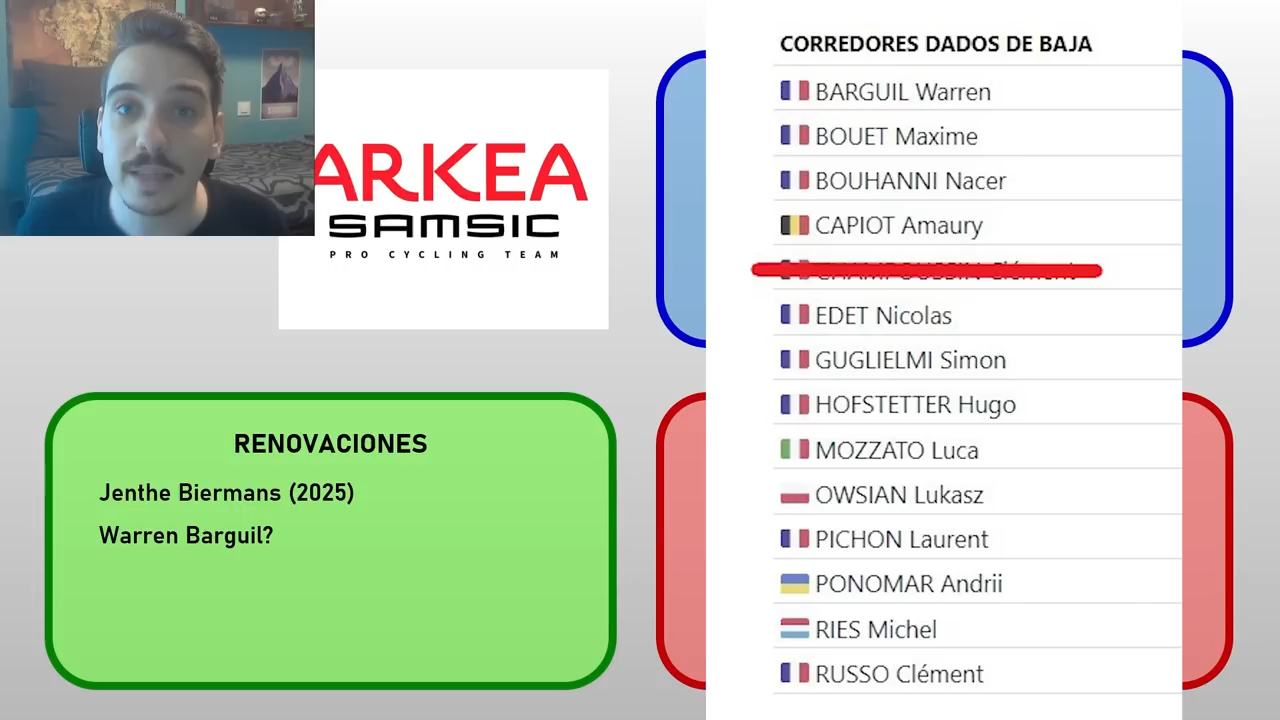 ARKEA
SAMSIC
PRO CYCLING TEAM
RENOVACIONES
Jenthe Biermans (2025)
Warren Barguil?
CORREDORES DADOS DE BAJA
BARGUIL Warren
BOUET Maxime
BOUHANNI Nacer
CAPIOT Amaury
EDET Nicolas
GUGLIELMI Simon
HOFSTETTER Hugo
MOZZATO Luca
OWSIAN Lukasz
PICHON Laurent
PONOMAR Andrii
RIES Michel
RUSSO Clément